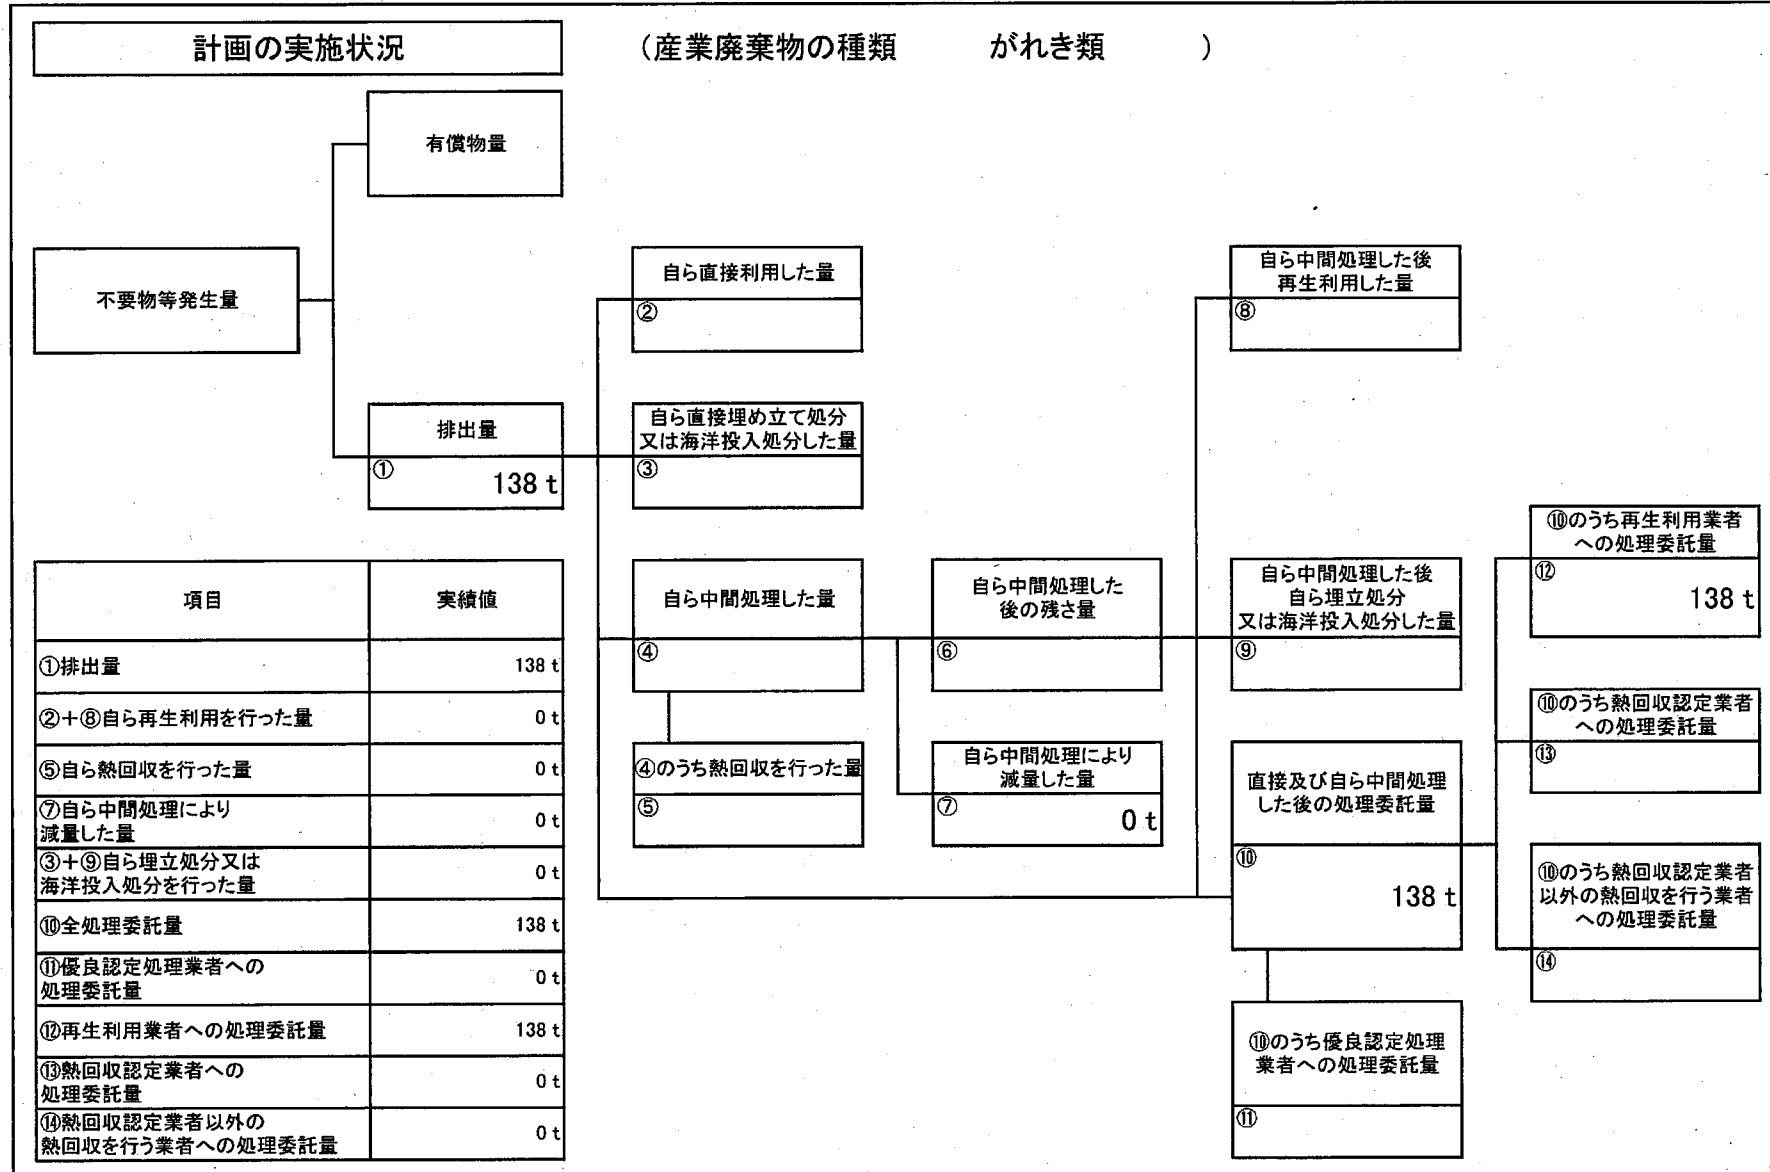 計画の実施状況
（産業廃棄物の種類　がれき類　）
有償物量
不要物等発生量
排出量
①
138 t
自ら直接利用した量
②
自ら直接埋め立て処分
又は海洋投入処分した量
③
自ら中間処理した量
④
④のうち熱回収を行った量
⑤
自ら中間処理した
後の残さ量
⑥
自ら中間処理により
減量した量
⑦
0 t
自ら中間処理した後
再生利用した量
⑧
自ら中間処理した後
自ら埋立処分
又は海洋投入処分した量
⑨
直接及び自ら中間処理
した後の処理委託量
⑩
138 t
⑩のうち優良認定処理
業者への処理委託量
⑪
⑩のうち再生利用業者
への処理委託量
⑫
138 t
⑩のうち熱回収認定業者
への処理委託量
⑬
⑩のうち熱回収認定業者
以外の熱回収を行う業者
への処理委託量
⑭
項目 実績値
①排出量 138 t
②＋⑧自ら再生利用を行った量 0 t
⑤自ら熱回収を行った量 0 t
⑦自ら中間処理により
減量した量 0 t
③＋⑨自ら埋立処分又は
海洋投入処分を行った量 0 t
⑩全処理委託量 138 t
⑪優良認定処理業者への
処理委託量 0 t
⑫再生利用業者への処理委託量 138 t
⑬熱回収認定業者への
処理委託量 0 t
⑭熱回収認定業者以外の
熱回収を行う業者への処理委託量 0 t